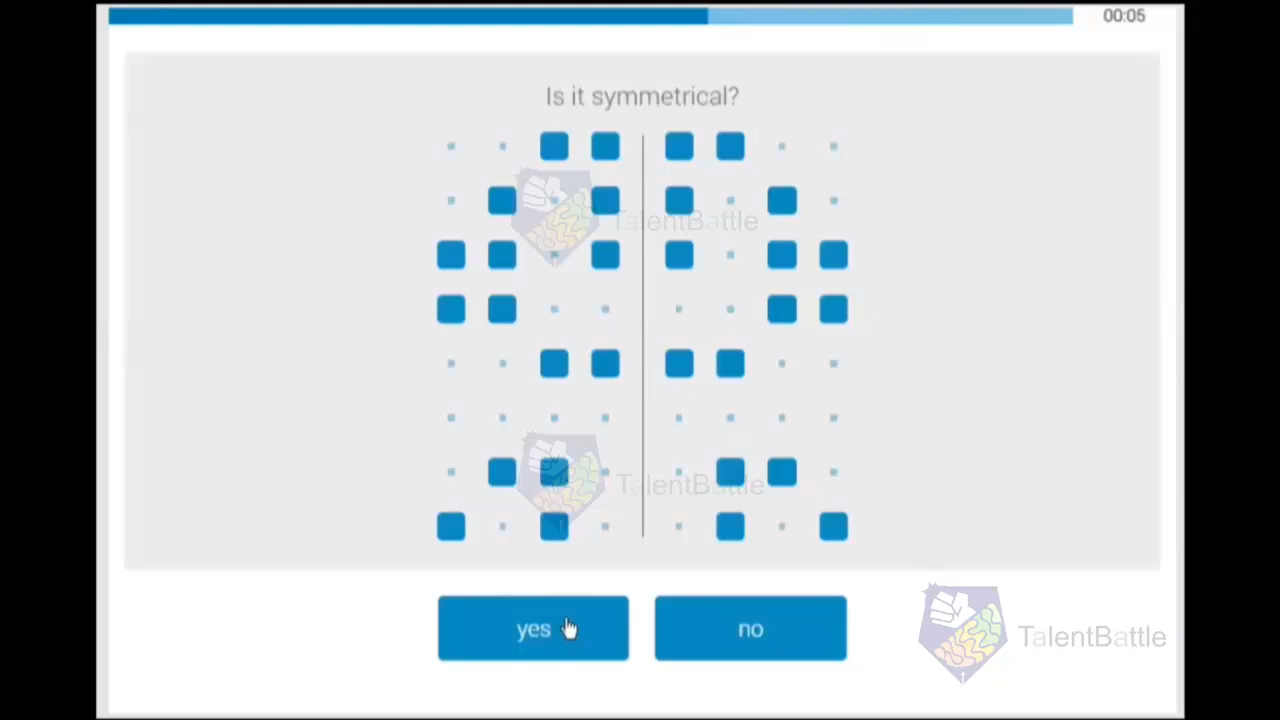 00:05
Is it symmetrical?
TalentBattle
TalentBattle
yes
no
TalentBattle